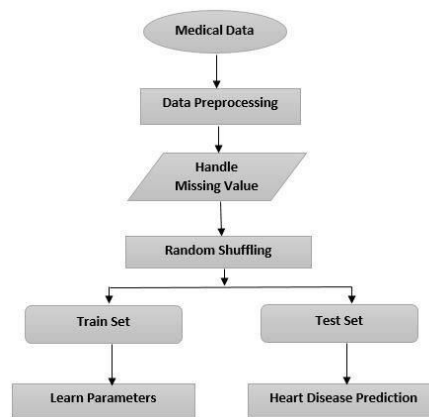 Medical Data
Data Preprocessing
Handle
Missing Value
Random Shuffling
Train Set
Test Set
Learn Parameters
Heart Disease Prediction